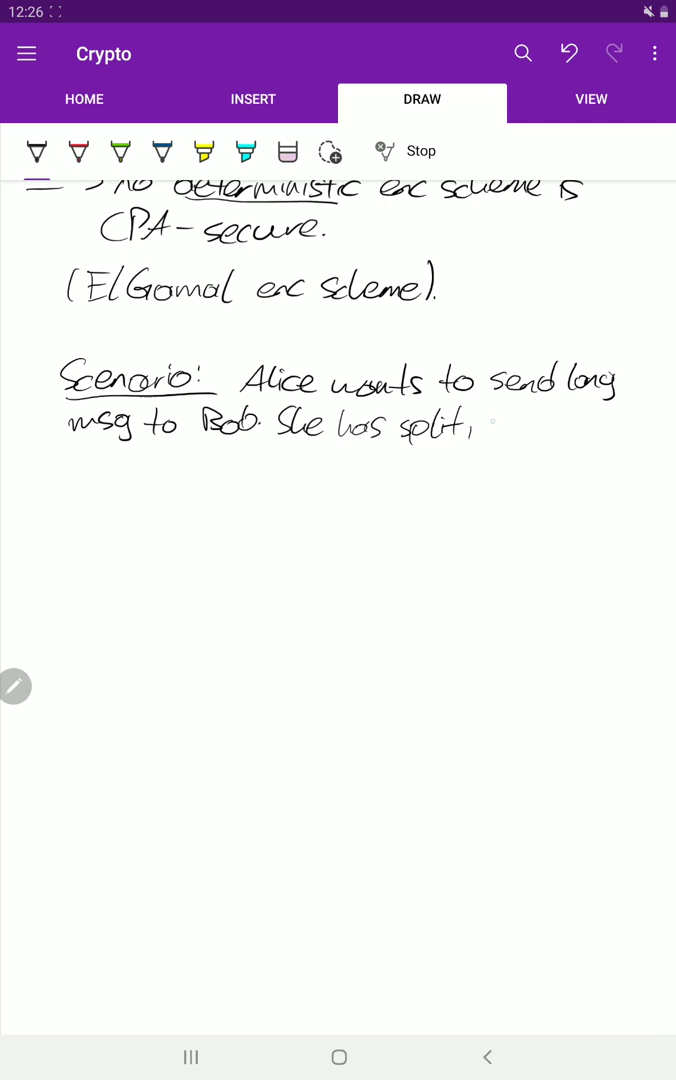 12:26
Crypto
HOME INSERT DRAW VIEW
Stop
no deterministic enc scheme is
CPA-secure.
(ElGamal enc scheme).
Scenario: Alice wants to send long
msg to Bob. She has split,